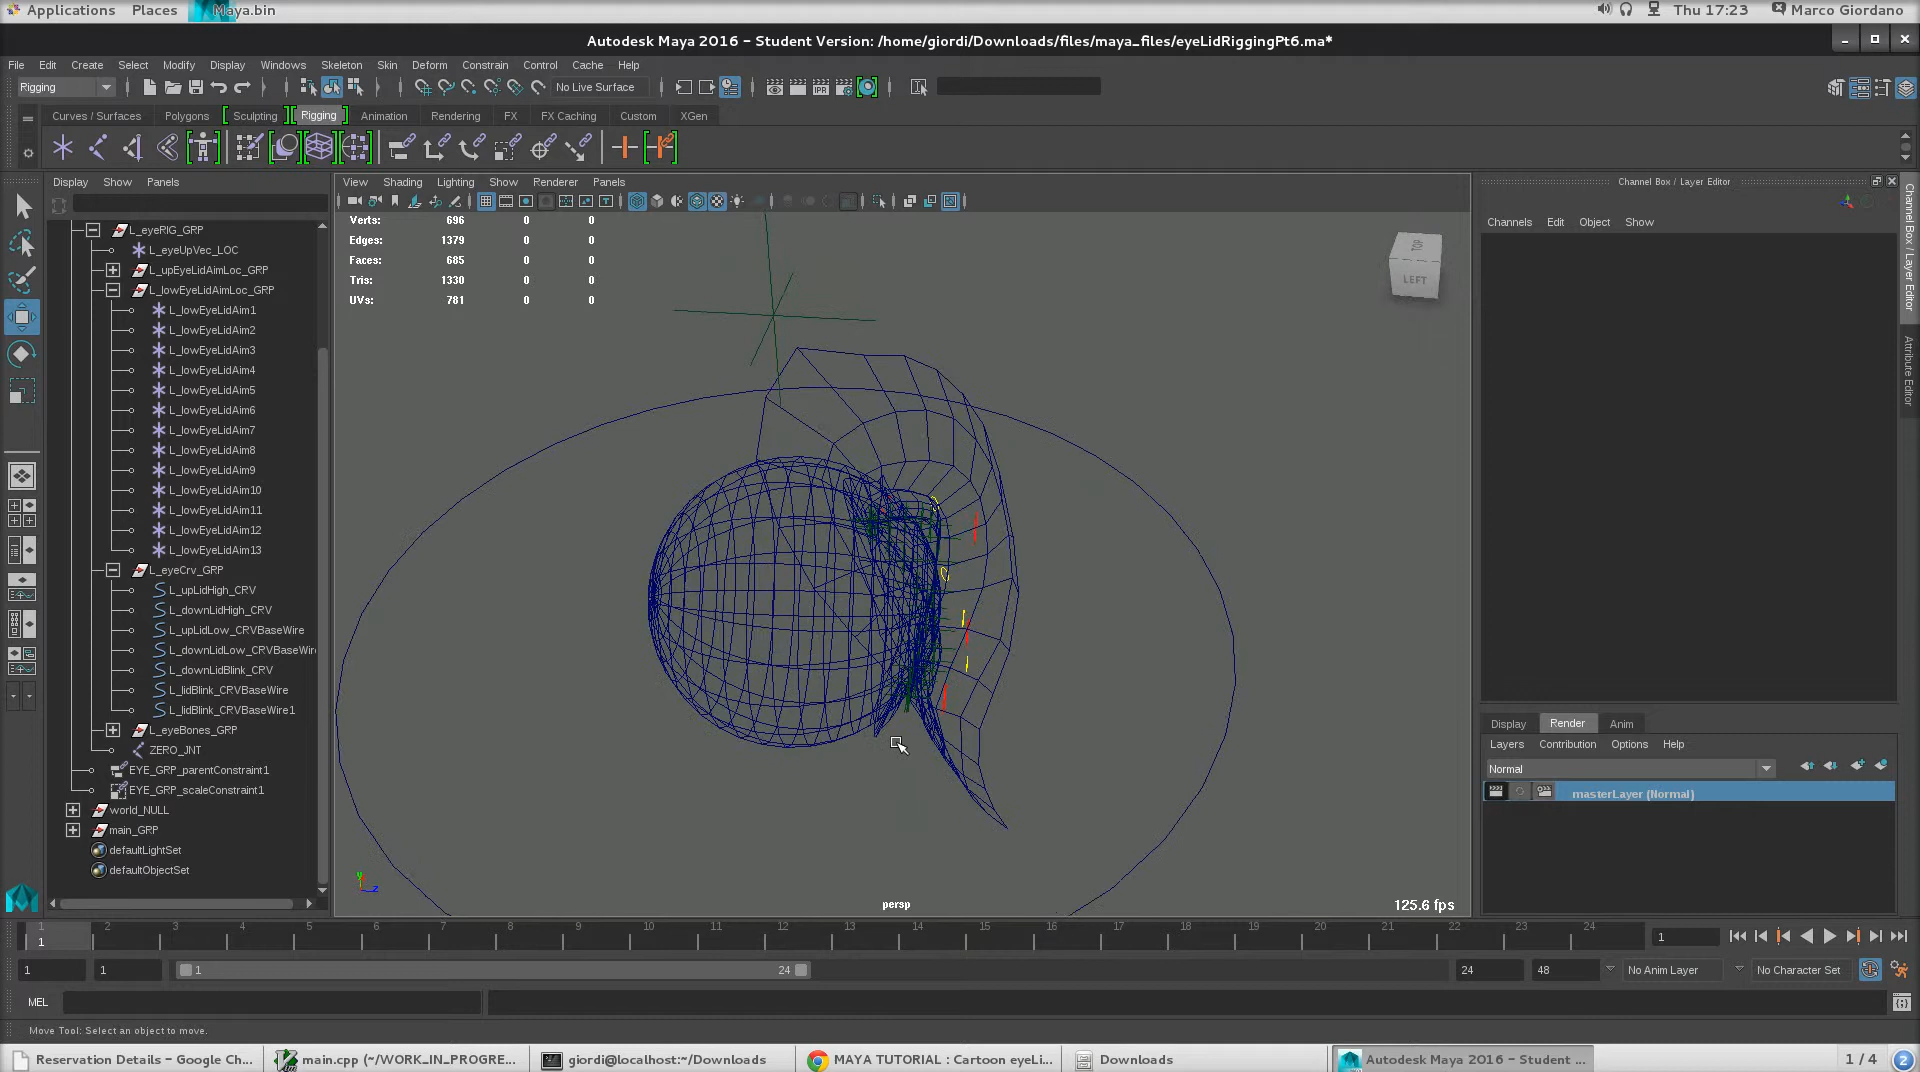 Applications Places Maya.bin Thu 17:23 Marco Giordano
Autodesk Maya 2016 - Student Version: /home/giordi/Downloads/files/maya_files/eyeLidRiggingPt6.ma*
File Edit Create Select Modify Display Windows Skeleton Skin Deform Constrain Control Cache Help
Rigging No Live Surface
Curves / Surfaces Polygons Sculpting Rigging Animation Rendering FX FX Caching Custom XGen
Display Show Panels
View Shading Lighting Show Renderer Panels
Channel Box / Layer Editor
Channels Edit Object Show
Verts: 696 0 0
Edges: 1379 0 0
Faces: 685 0 0
Tris: 1330 0 0
UVs: 781 0 0
TOP
LEFT
L_eyeRIG_GRP
L_eyeUpVec_LOC
L_upEyeLidAimLoc_GRP
L_lowEyeLidAimLoc_GRP
L_lowEyeLidAim1
L_lowEyeLidAim2
L_lowEyeLidAim3
L_lowEyeLidAim4
L_lowEyeLidAim5
L_lowEyeLidAim6
L_lowEyeLidAim7
L_lowEyeLidAim8
L_lowEyeLidAim9
L_lowEyeLidAim10
L_lowEyeLidAim11
L_lowEyeLidAim12
L_lowEyeLidAim13
L_eyeCrv_GRP
L_upLidHigh_CRV
L_downLidHigh_CRV
L_upLidLow_CRVBaseWire
L_downLidLow_CRVBaseWir
L_downLidBlink_CRV
L_lidBlink_CRVBaseWire
L_lidBlink_CRVBaseWire1
L_eyeBones_GRP
ZERO_JNT
EYE_GRP_parentConstraint1
EYE_GRP_scaleConstraint1
world_NULL
main_GRP
defaultLightSet
defaultObjectSet
y
z
persp
125.6 fps
Channel Box / Layer Editor
Attribute Editor
Display Render Anim
Layers Contribution Options Help
Normal
masterLayer (Normal)
1 2 3 4 5 6 7 8 9 10 11 12 13 14 15 16 17 18 19 20 21 22 23 24
1 1
1 1 1 24 24 48 No Anim Layer No Character Set
MEL
Move Tool: Select an object to move.
Reservation Details - Google Ch... main.cpp (~/WORK_IN_PROGRE... giordi@localhost:~/Downloads MAYA TUTORIAL : Cartoon eyeLi... Downloads Autodesk Maya 2016 - Student ... 1 / 4 2